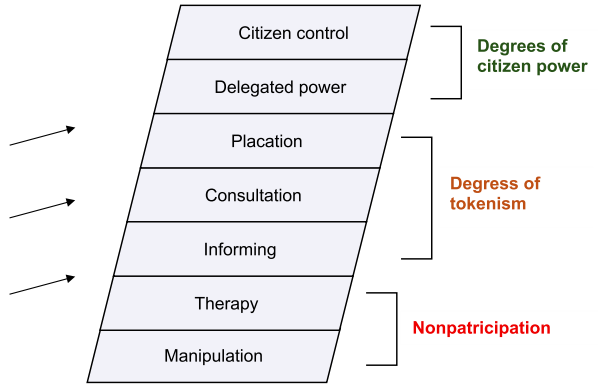 Citizen control
Degrees of
citizen power
Delegated power
Placation
Degress of
tokenism
Consultation
Informing
Therapy
Nonpatricipation
Manipulation